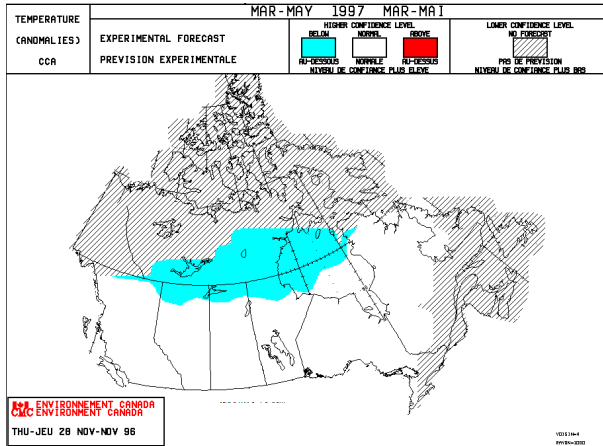 TEMPERATURE
(ANOMALIES)
CCA
MAR-MAY 1997 MAR-MAI
EXPERIMENTAL FORECAST
PREVISION EXPERIMENTALE
HIGHER CONFIDENCE LEVEL
BELOW NORMAL ABOVE
AU-DESSOUS NORMALE AU-DESSUS
NIVEAU DE CONFIANCE PLUS ELEVE
LOWER CONFIDENCE LEVEL
NO FORECAST
PAS DE PREVISION
NIVEAU DE CONFIANCE PLUS BAS
ENVIRONNEMENT CANADA
CMC ENVIRONMENT CANADA
THU-JEU 28 NOV-NOV 96